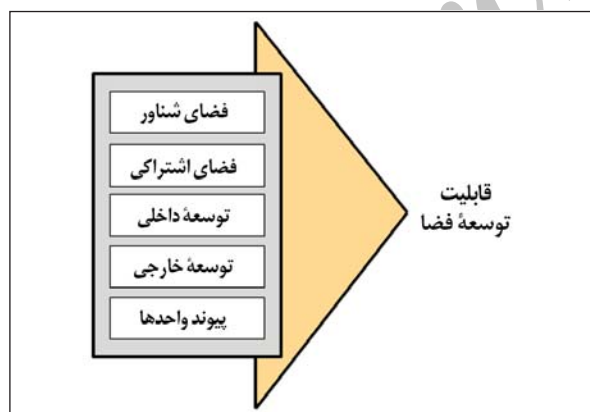 فضای شناور
فضای اشتراکی
توسعهٔ داخلی
توسعهٔ خارجی
پیوند واحدها
قابلیت
توسعهٔ فضا